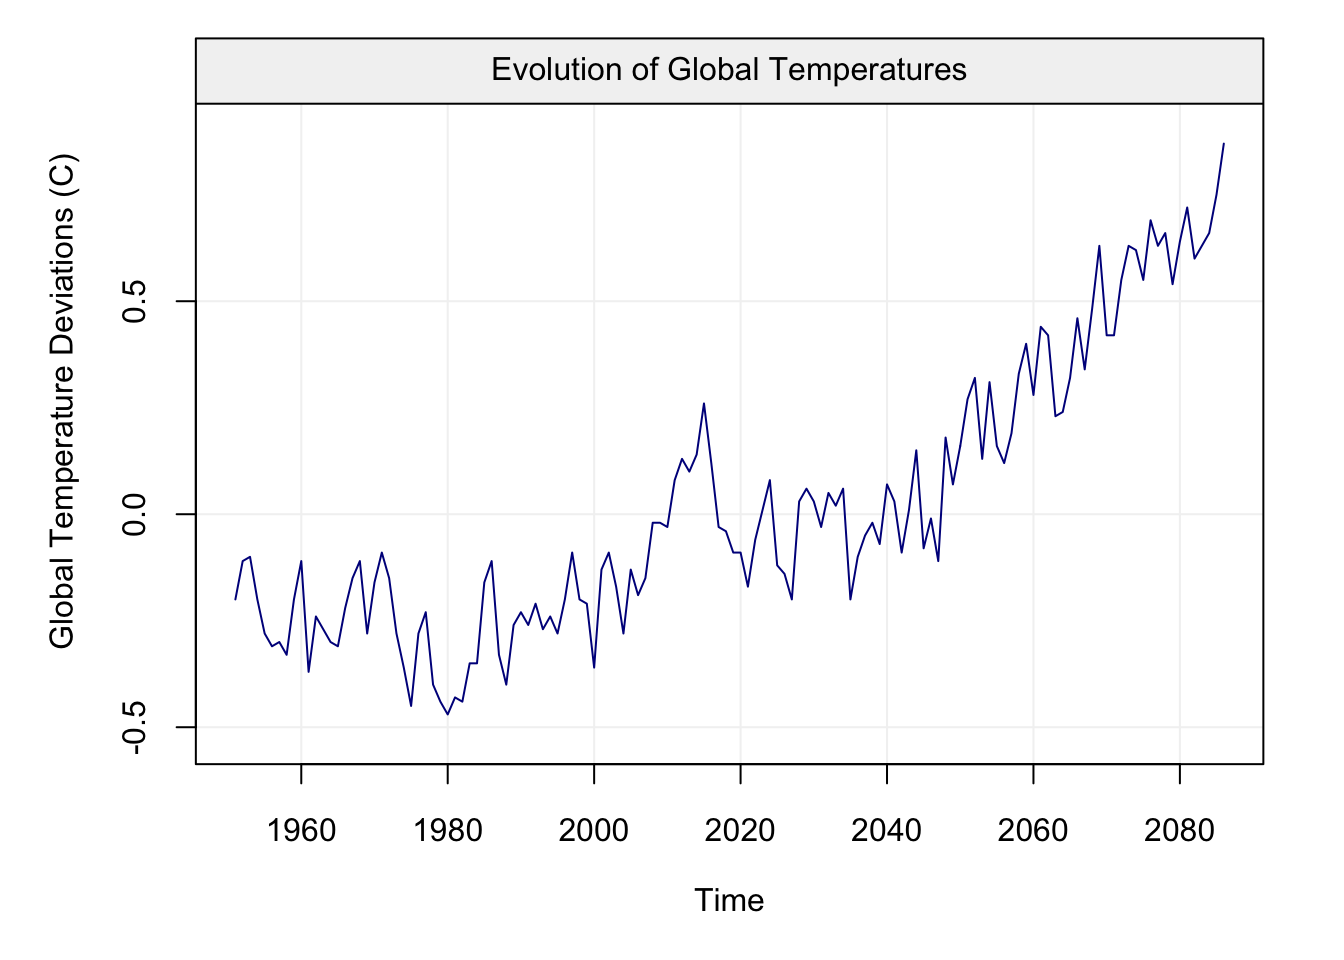 Evolution of Global Temperatures
Global Temperature Deviations (C)
0.5
0.0
-0.5
1960 1980 2000 2020 2040 2060 2080
Time